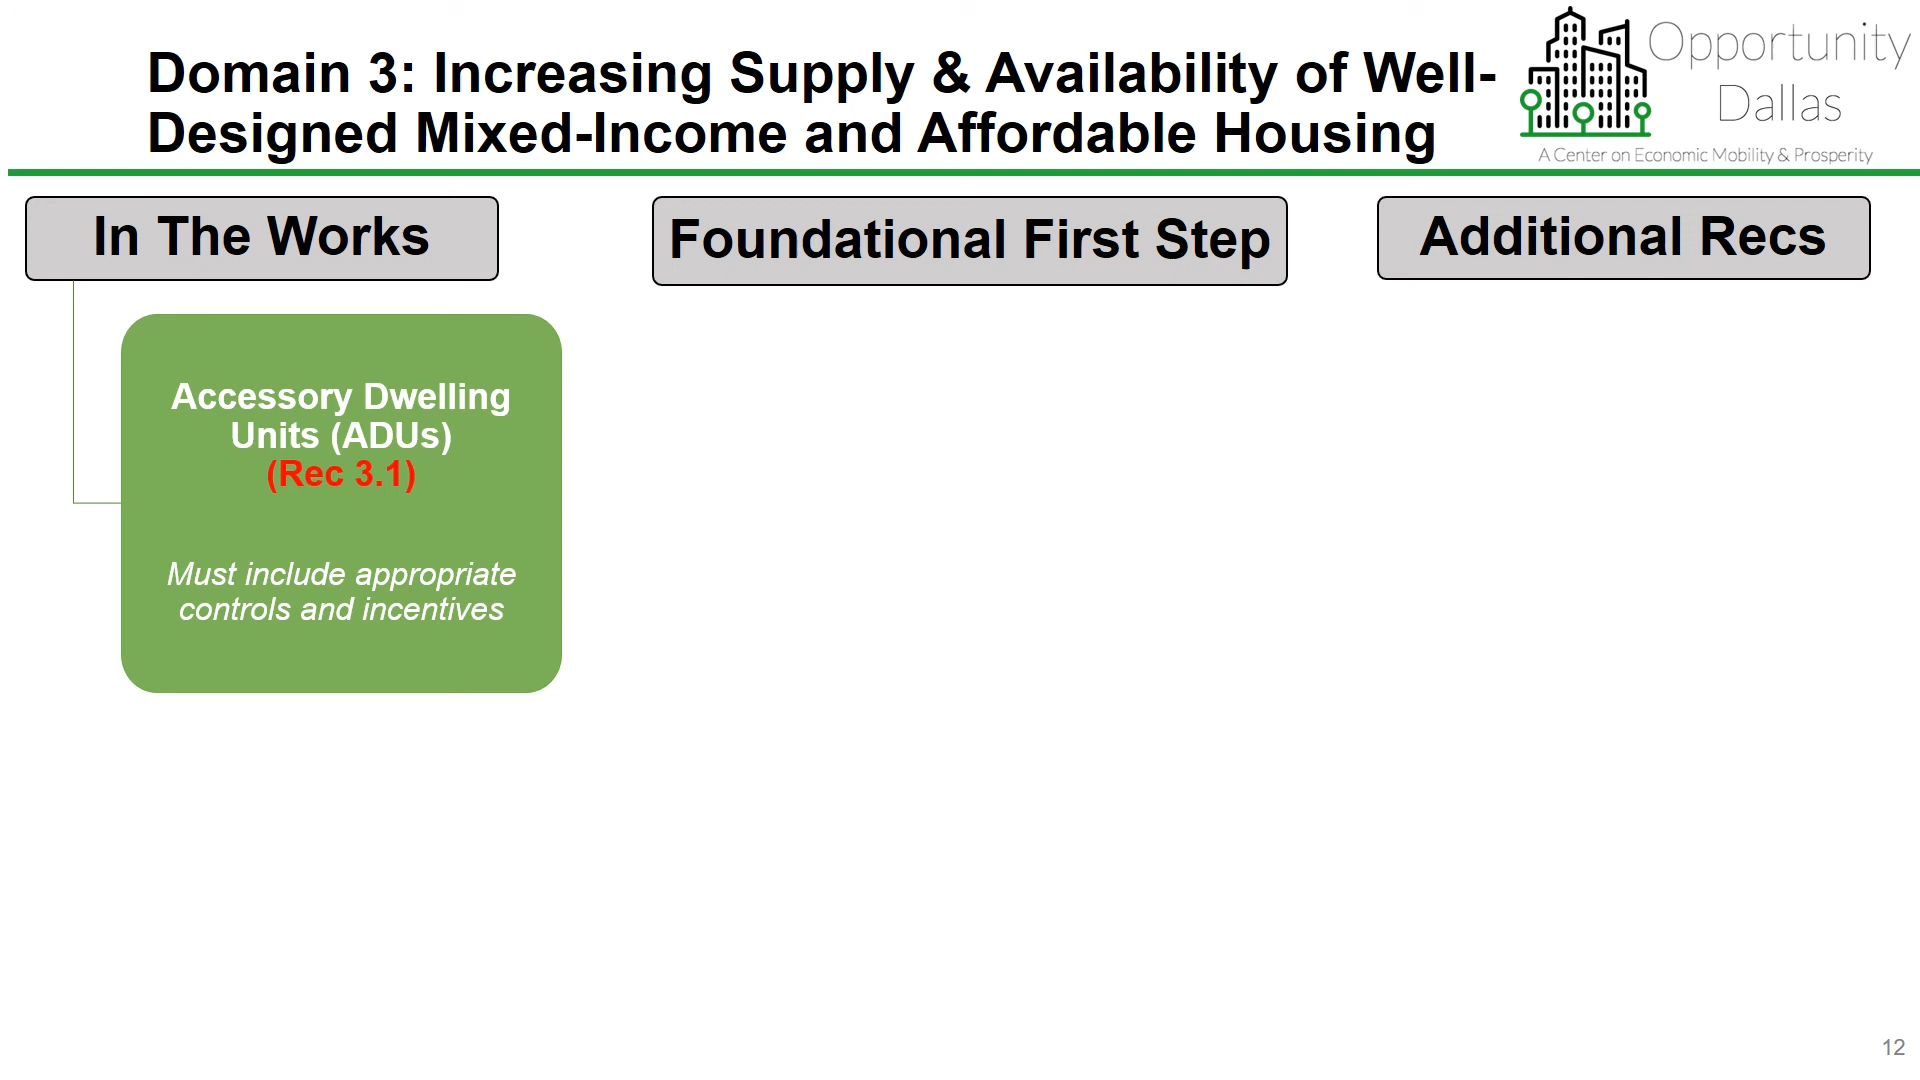 Domain 3: Increasing Supply & Availability of Well-
Designed Mixed-Income and Affordable Housing
Opportunity
Dallas
A Center on Economic Mobility & Prosperity
In The Works
Foundational First Step
Additional Recs
Accessory Dwelling
Units (ADUs)
(Rec 3.1)
Must include appropriate
controls and incentives
12